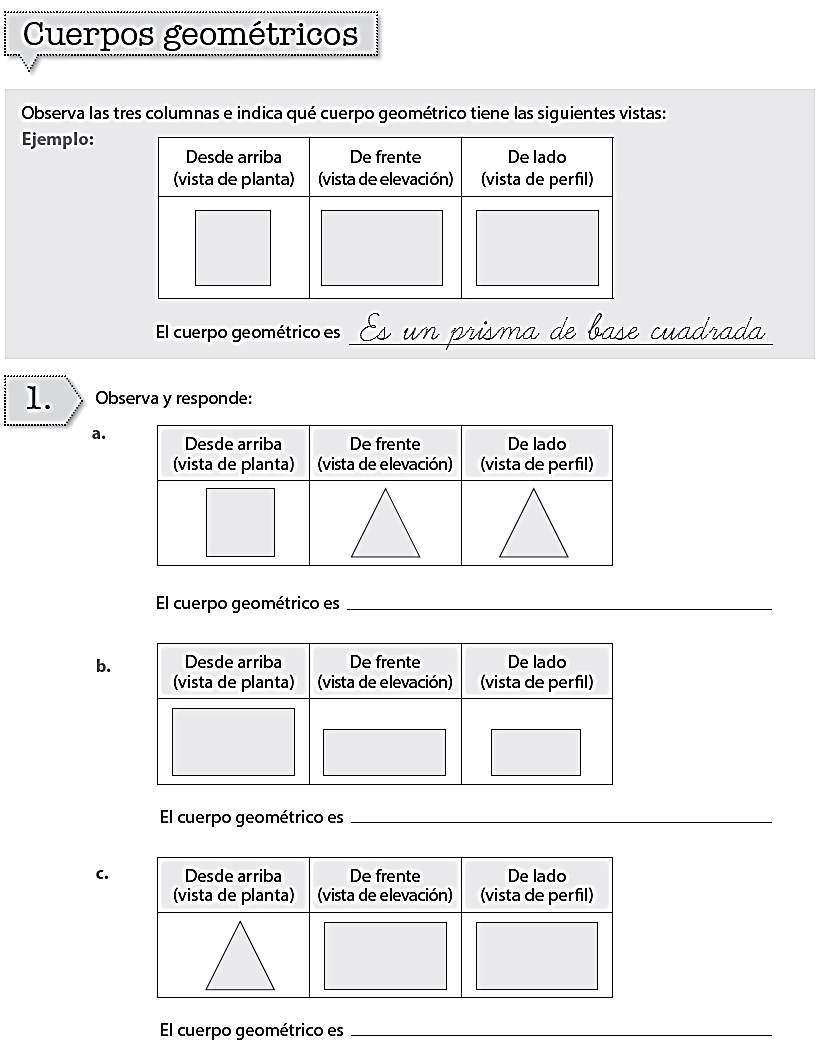 Cuerpos geométricos
Observa las tres columnas e indica qué cuerpo geométrico tiene las siguientes vistas:
Ejemplo:
Desde arriba (vista de planta)
De frente (vista de elevación)
De lado (vista de perfil)
El cuerpo geométrico es Es un prisma de base cuadrada
1. Observa y responde:
a.
Desde arriba (vista de planta)
De frente (vista de elevación)
De lado (vista de perfil)
El cuerpo geométrico es
b.
Desde arriba (vista de planta)
De frente (vista de elevación)
De lado (vista de perfil)
El cuerpo geométrico es
c.
Desde arriba (vista de planta)
De frente (vista de elevación)
De lado (vista de perfil)
El cuerpo geométrico es